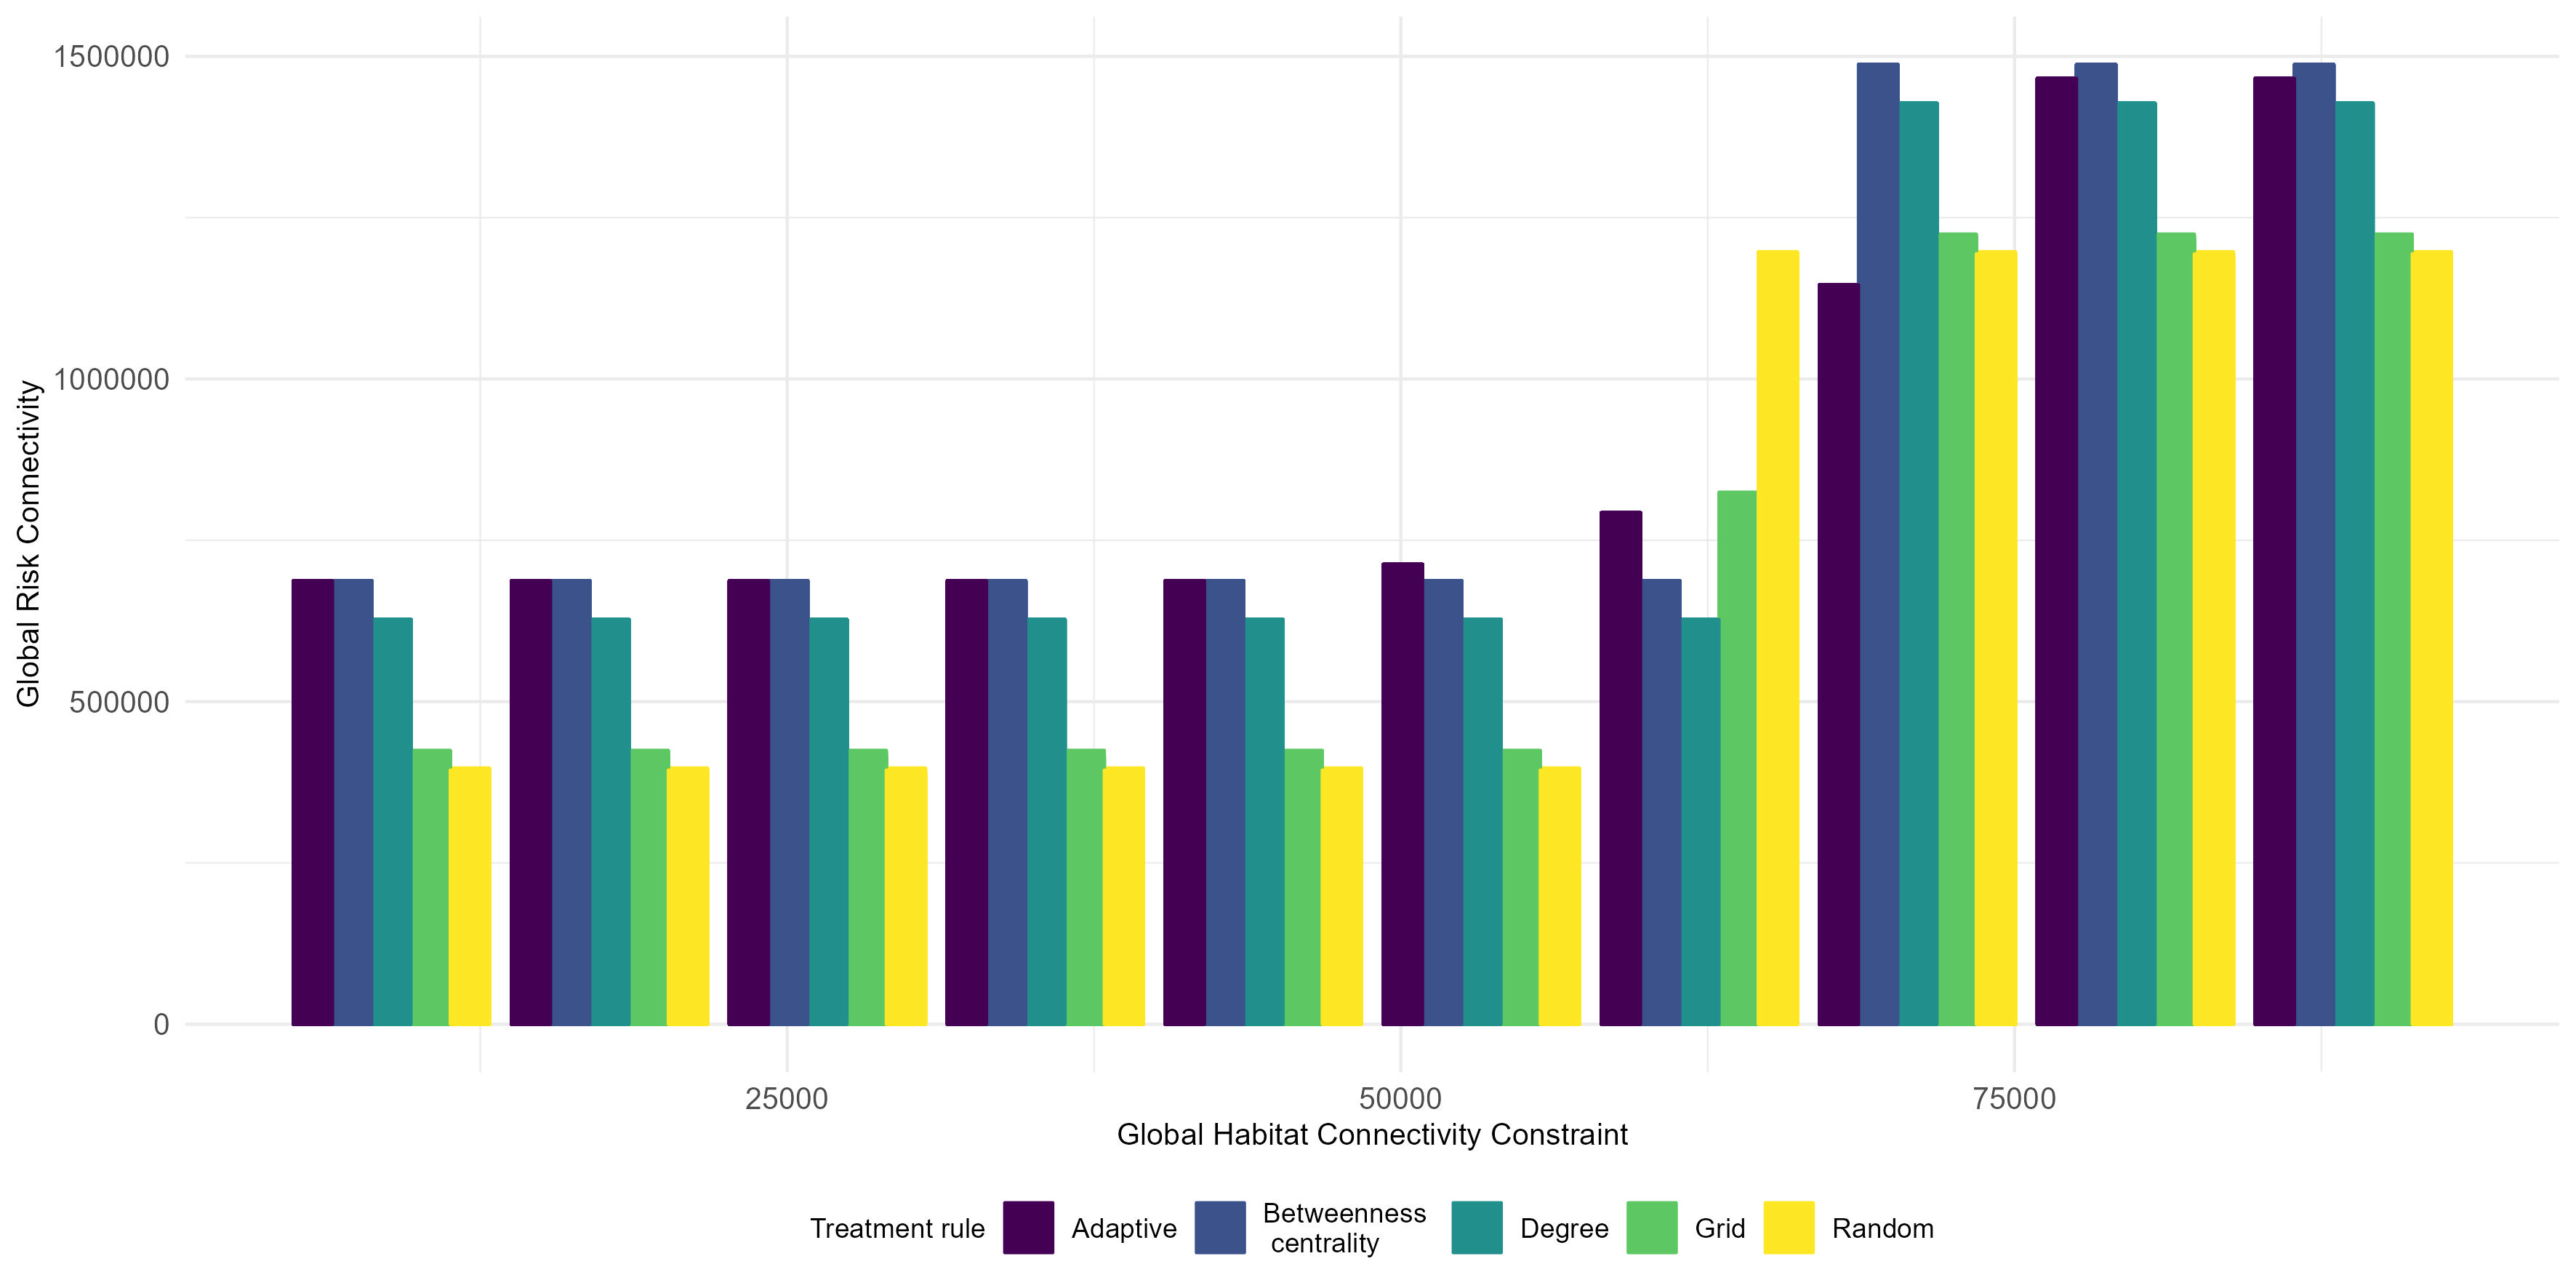 1500000
1000000
500000
0
Global Risk Connectivity
25000
50000
75000
Global Habitat Connectivity Constraint
Treatment rule
Adaptive
Betweenness
centrality
Degree
Grid
Random